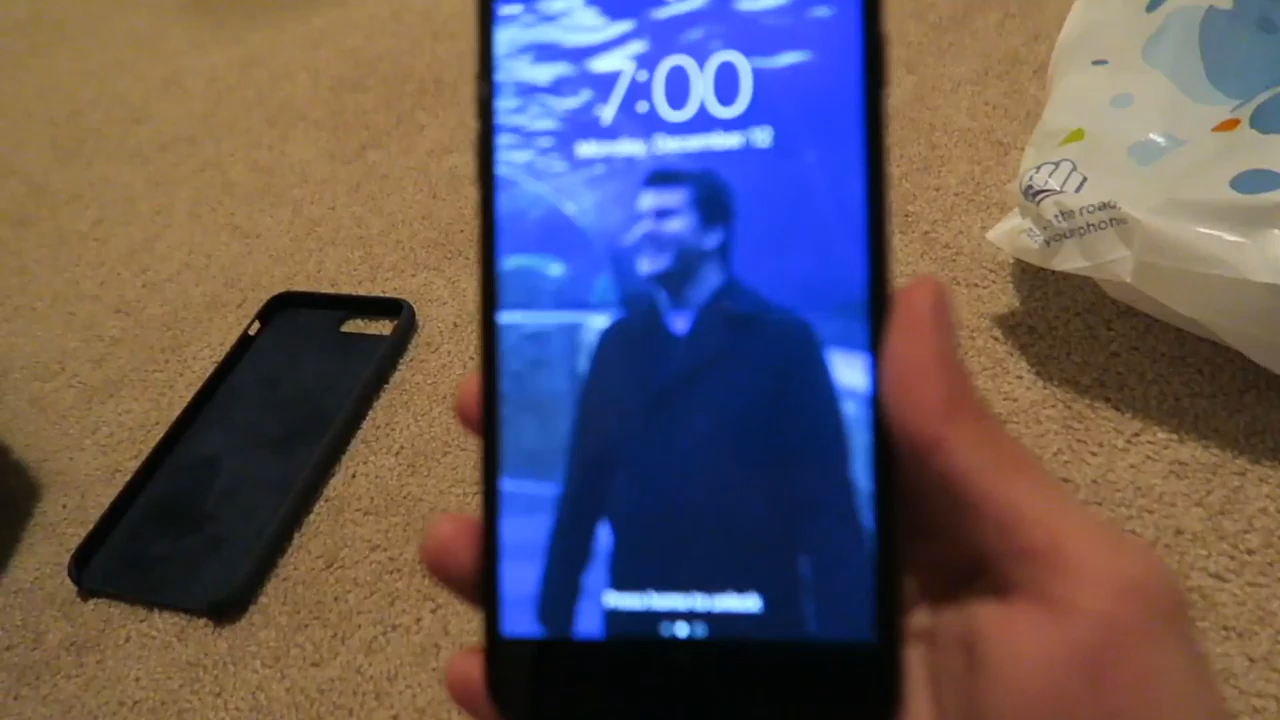 7:00
Monday, December 12
Press home to unlock
the road,
yourphone